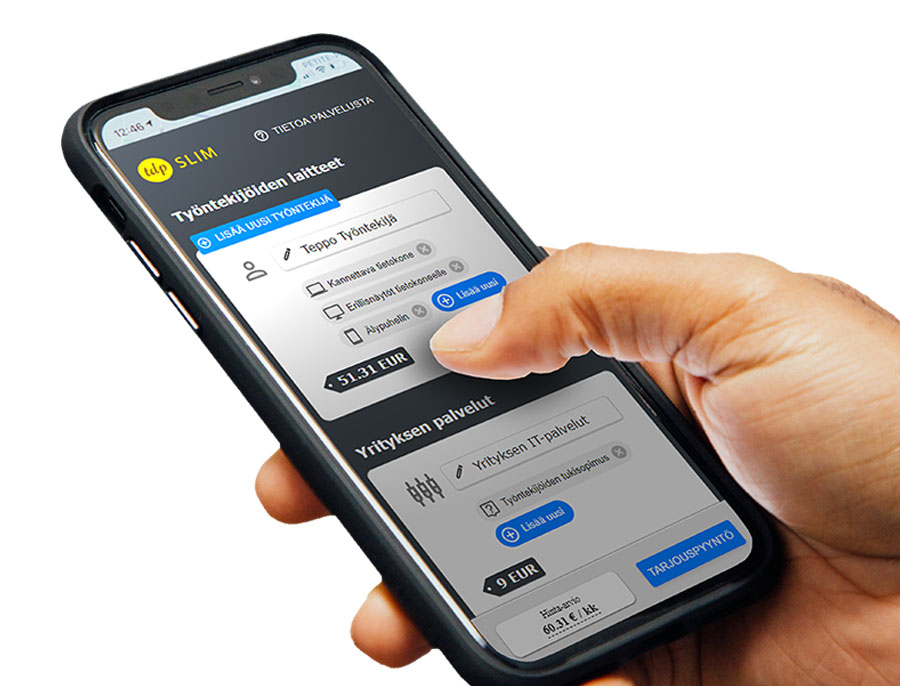 12:46
tdp SLIM
TIETOA PALVELUSTA
Työntekijöiden laitteet
LISÄÄ UUSI TYÖNTEKIJÄ
Teppo Työntekijä
Kannettava tietokone
Erillisnäytöt tietokoneelle
Älypuhelin
Lisää uusi
51.31 EUR
Yrityksen palvelut
Yrityksen IT-palvelut
Työntekijöiden tukisopimus
Lisää uusi
9 EUR
Hinta-arvio
60.31 € / kk
TARJOUSPYYNTÖ